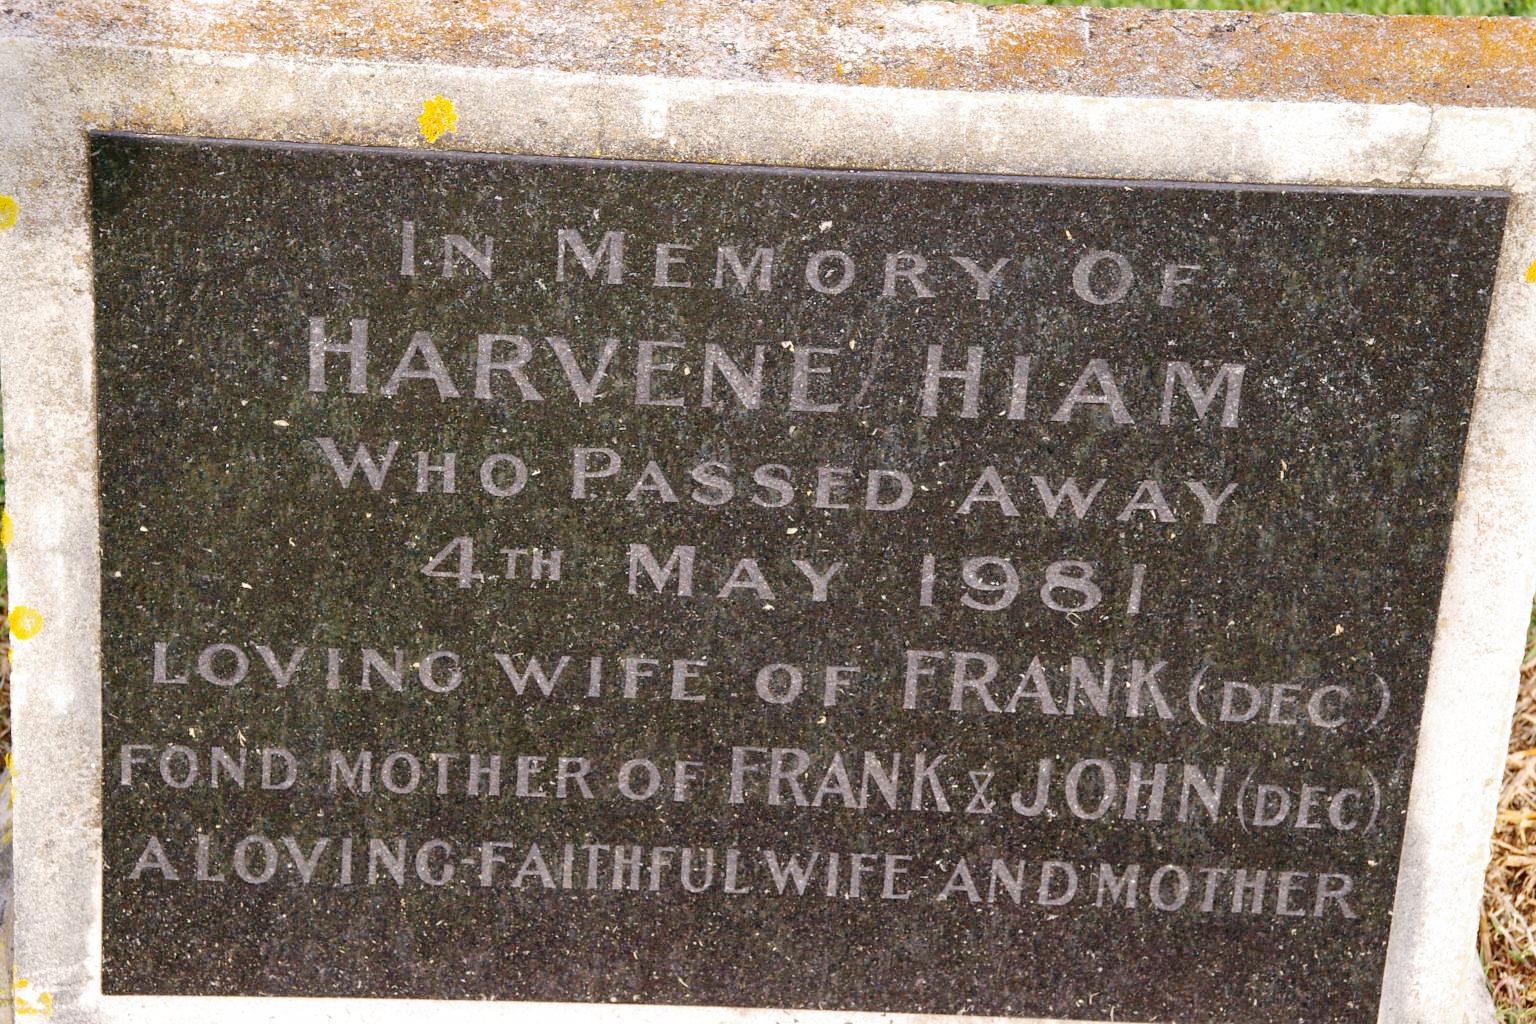 In Memory Of
HARVENE HIAM
Who Passed Away
4TH May 1981
LOVING WIFE OF FRANK (DEC)
FOND MOTHER OF FRANK & JOHN (DEC)
A LOVING-FAITHFUL WIFE AND MOTHER